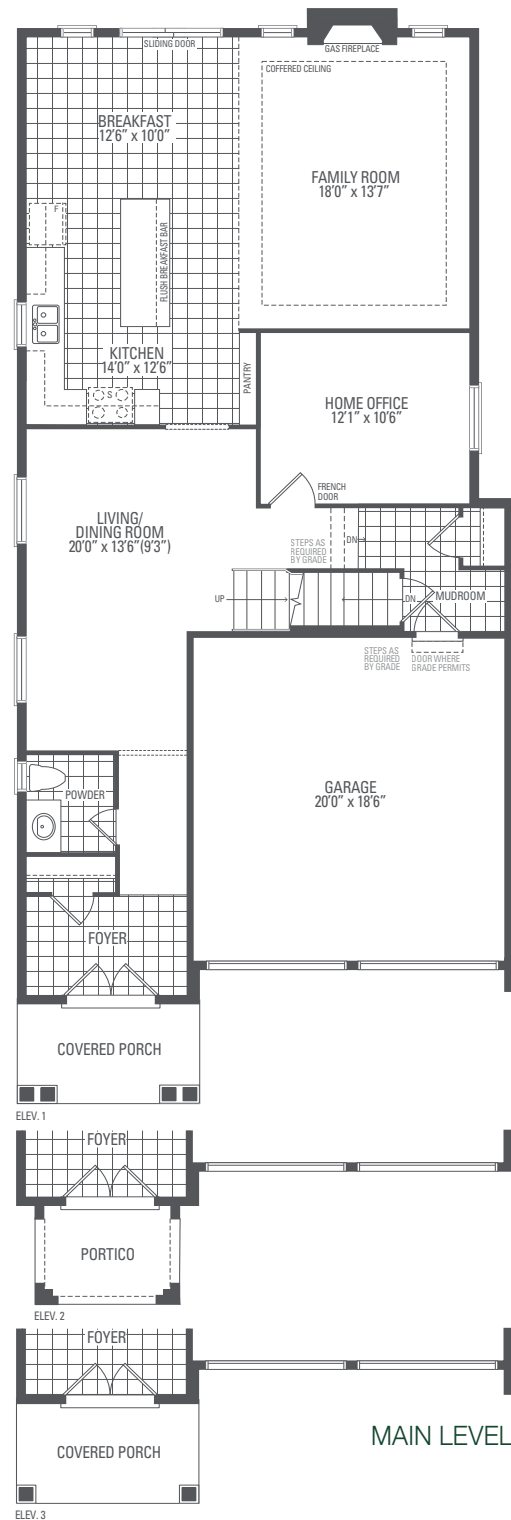 SLIDING DOOR
GAS FIREPLACE
COFFERED CEILING
BREAKFAST
12'6" x 10'0"
FAMILY ROOM
18'0" x 13'7"
F
FLUSH BREAKFAST BAR
KITCHEN
14'0" x 12'6"
S
PANTRY
HOME OFFICE
12'1" x 10'6"
FRENCH
DOOR
LIVING/
DINING ROOM
20'0" x 13'6"(9'3")
STEPS AS
REQUIRED
BY GRADE
DN
UP
DN
MUDROOM
STEPS AS
REQUIRED
BY GRADE
DOOR WHERE
GRADE PERMITS
POWDER
GARAGE
20'0" x 18'6"
FOYER
COVERED PORCH
ELEV. 1
FOYER
PORTICO
ELEV. 2
FOYER
COVERED PORCH
MAIN LEVEL
ELEV. 3